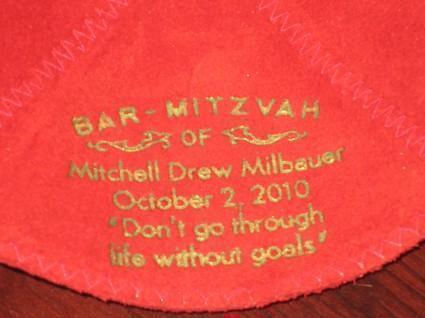 BAR-MITZVAH
OF
Mitchell Drew Milbauer
October 2, 2010
"Don't go through
life without goals"